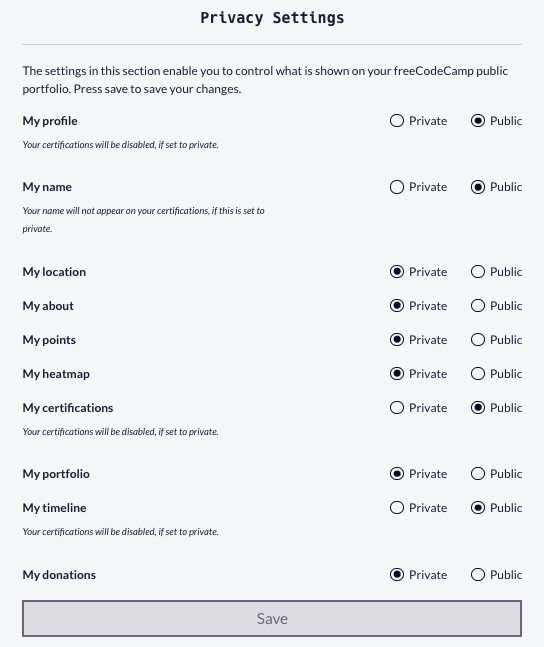 Privacy Settings
The settings in this section enable you to control what is shown on your freeCodeCamp public
portfolio. Press save to save your changes.
My profile Private Public
Your certifications will be disabled, if set to private.
My name Private Public
Your name will not appear on your certifications, if this is set to
private.
My location Private Public
My about Private Public
My points Private Public
My heatmap Private Public
My certifications Private Public
Your certifications will be disabled, if set to private.
My portfolio Private Public
My timeline Private Public
Your certifications will be disabled, if set to private.
My donations Private Public
Save